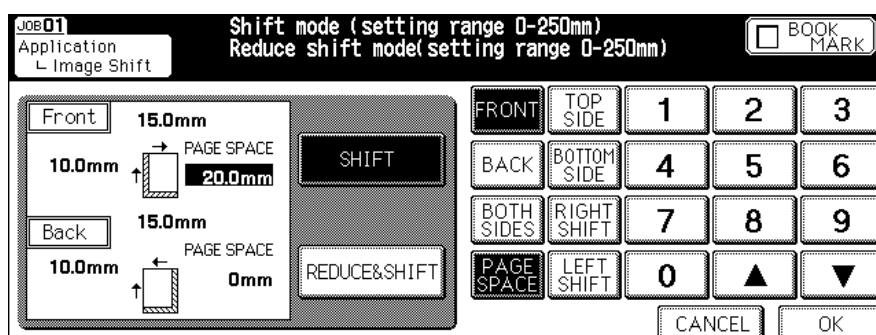 JOB01
Application
Image Shift
Shift mode (setting range 0-250mm)
Reduce shift mode(setting range 0-250mm)
BOOK
MARK
Front
15.0mm
10.0mm
PAGE SPACE
20.0mm
Back
15.0mm
10.0mm
PAGE SPACE
0mm
SHIFT
REDUCE&SHIFT
FRONT
TOP
SIDE
1
2
3
BACK
BOTTOM
SIDE
4
5
6
BOTH
SIDES
RIGHT
SHIFT
7
8
9
PAGE
SPACE
LEFT
SHIFT
0
CANCEL
OK